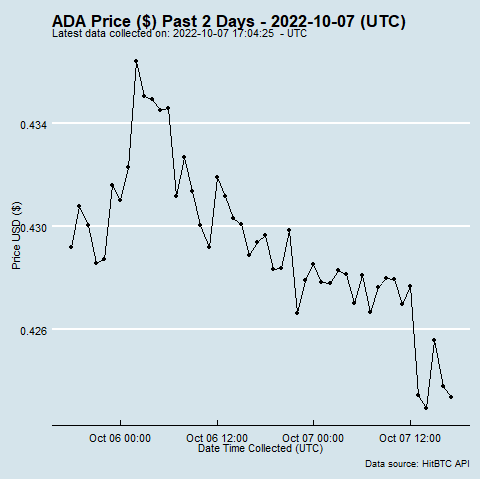 ADA Price ($) Past 2 Days - 2022-10-07 (UTC)
Latest data collected on: 2022-10-07 17:04:25 - UTC
0.434
0.430
0.426
Price USD ($)
Oct 06 00:00 Oct 06 12:00 Oct 07 00:00 Oct 07 12:00
Date Time Collected (UTC)
Data source: HitBTC API